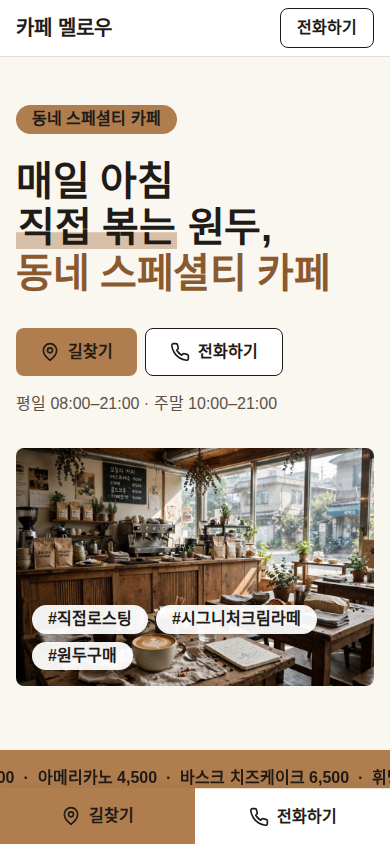 카페 멜로우
전화하기
동네 스페셜티 카페
매일 아침
직접 볶는 원두,
동네 스페셜티 카페
길찾기
전화하기
평일 08:00–21:00 · 주말 10:00–21:00
#직접로스팅
#시그니처크림라떼
#원두구매
00 · 아메리카노 4,500 · 바스크 치즈케이크 6,500 ·
길찾기
전화하기